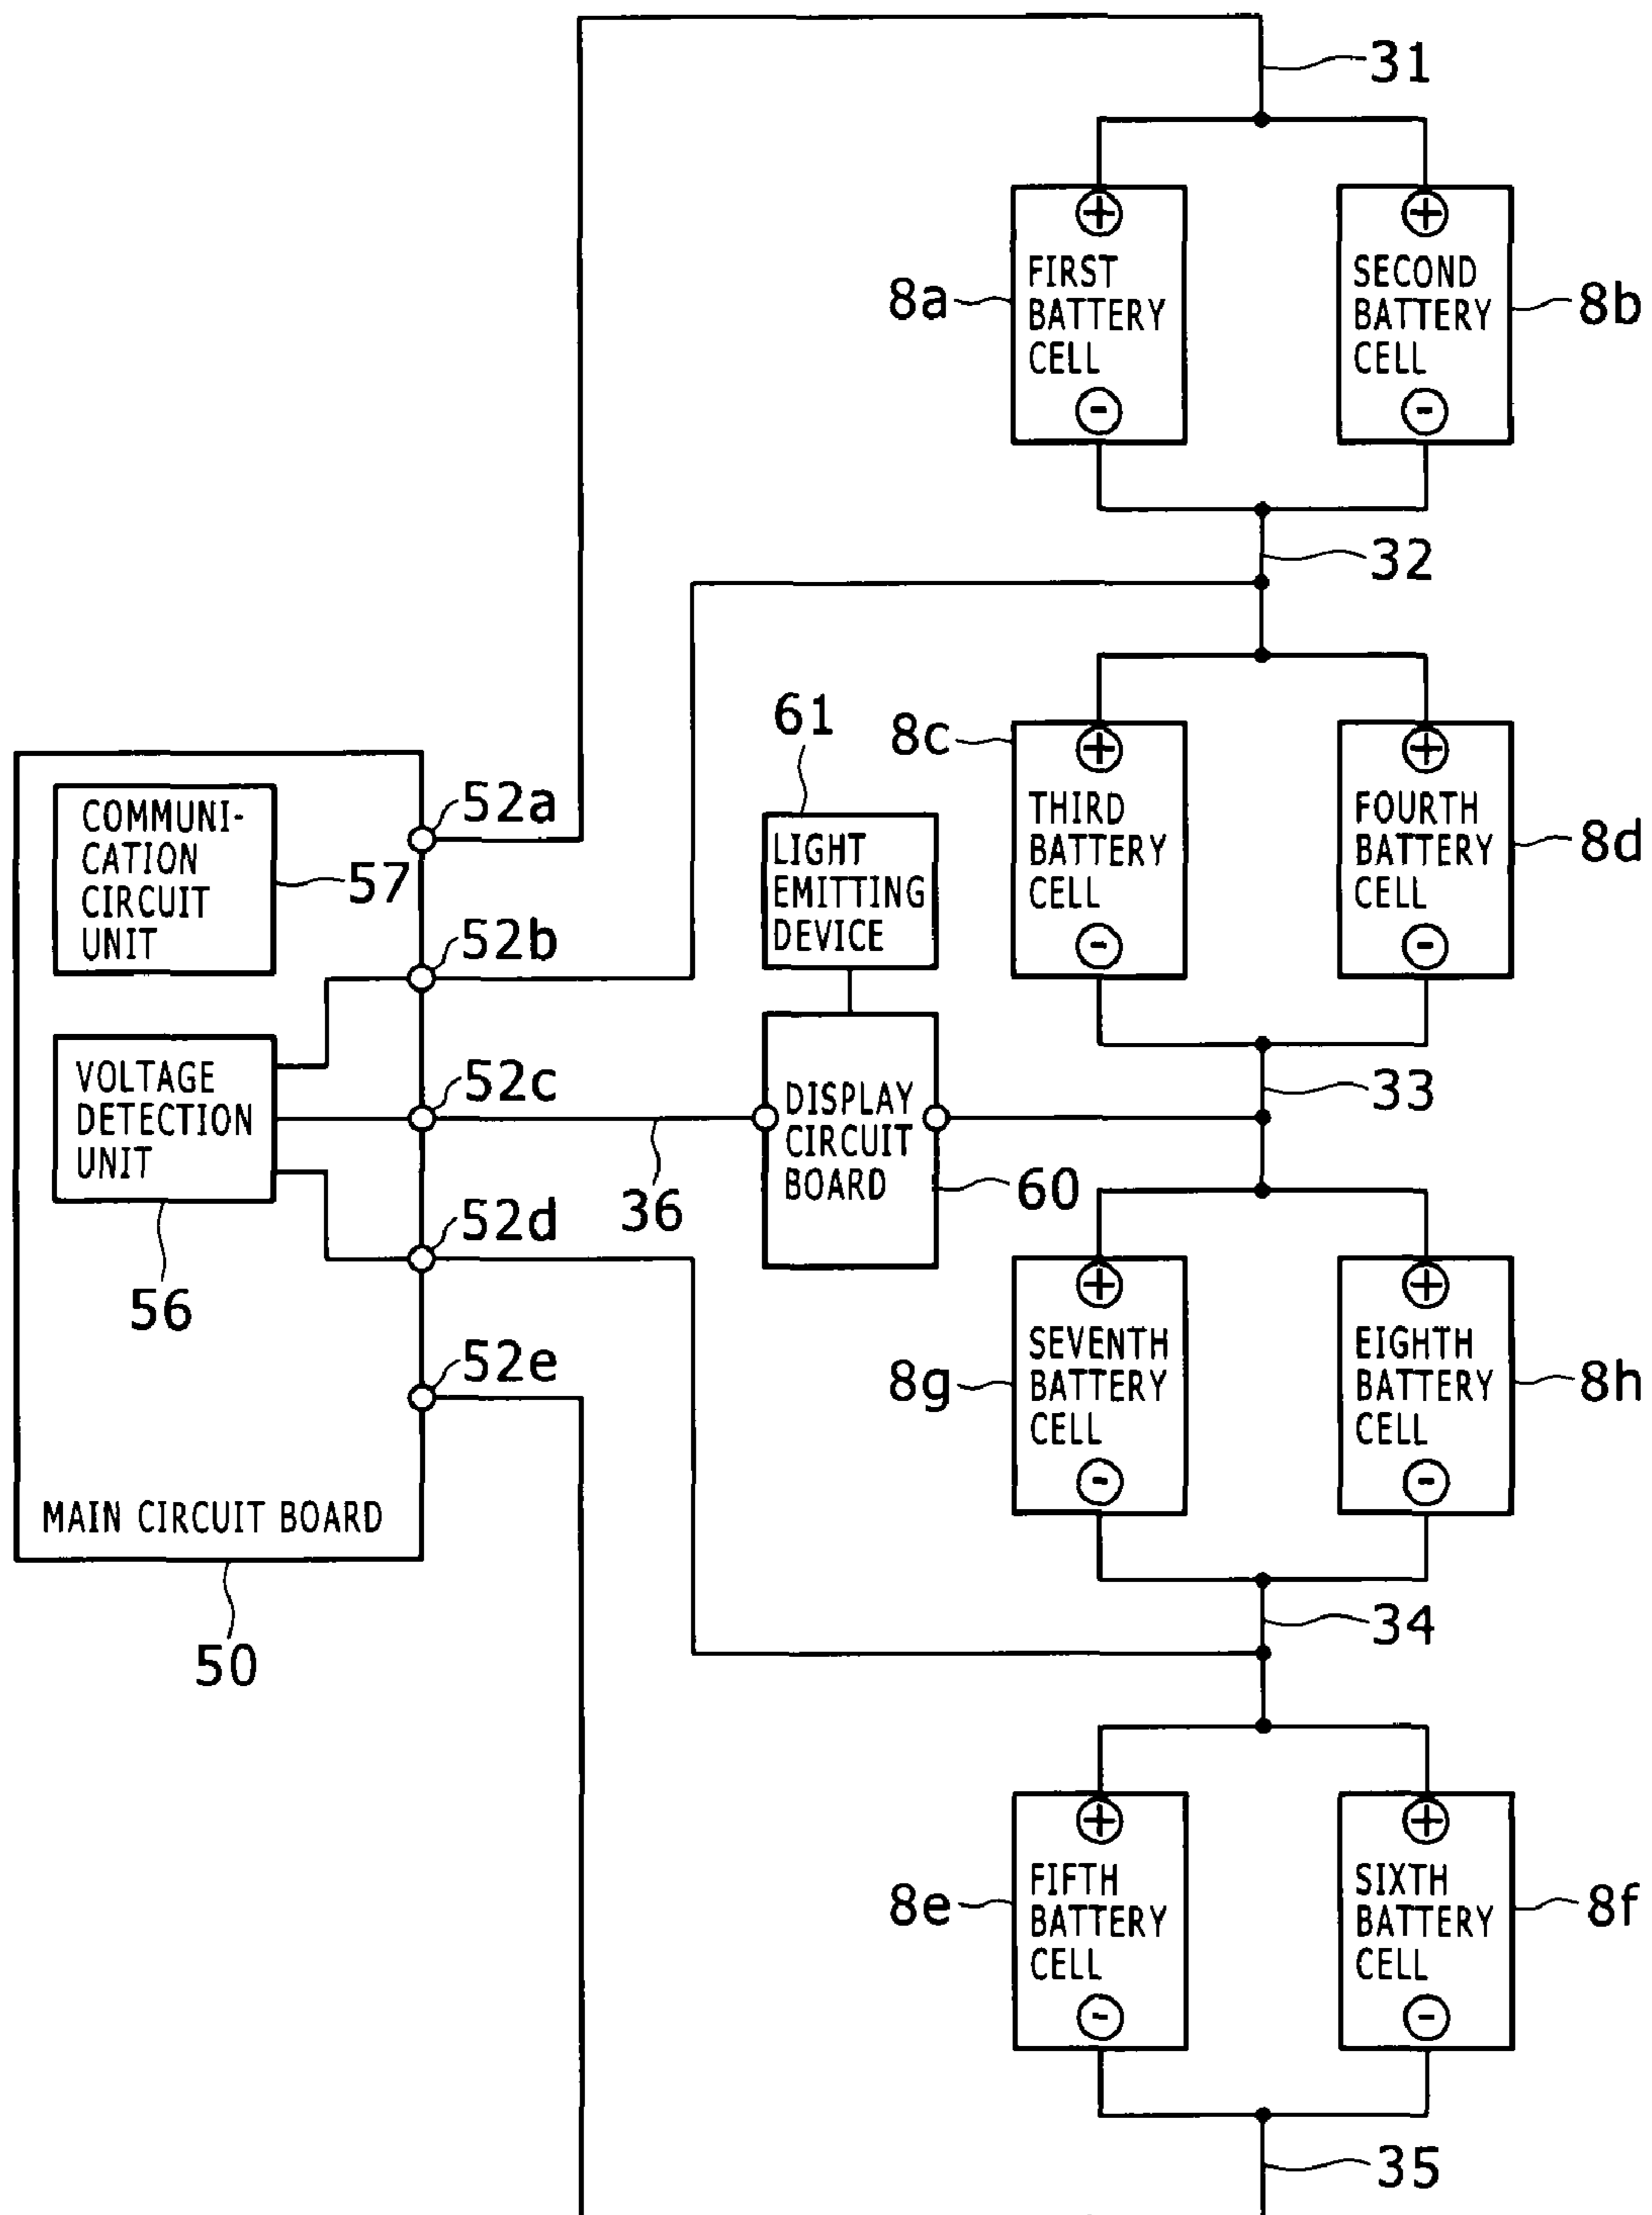 31
+
+
8a
FIRST
BATTERY
CELL
-
SECOND
BATTERY
CELL
-
8b
32
61
LIGHT
EMITTING
DEVICE
8c
+
THIRD
BATTERY
CELL
-
+
FOURTH
BATTERY
CELL
-
8d
COMMUNI-
CATION
CIRCUIT
UNIT
57
52a
52b
VOLTAGE
DETECTION
UNIT
56
52c
36
DISPLAY
CIRCUIT
BOARD
60
33
52d
52e
MAIN CIRCUIT BOARD
50
8g
+
SEVENTH
BATTERY
CELL
-
+
EIGHTH
BATTERY
CELL
-
8h
34
8e
+
FIFTH
BATTERY
CELL
-
+
SIXTH
BATTERY
CELL
-
8f
35